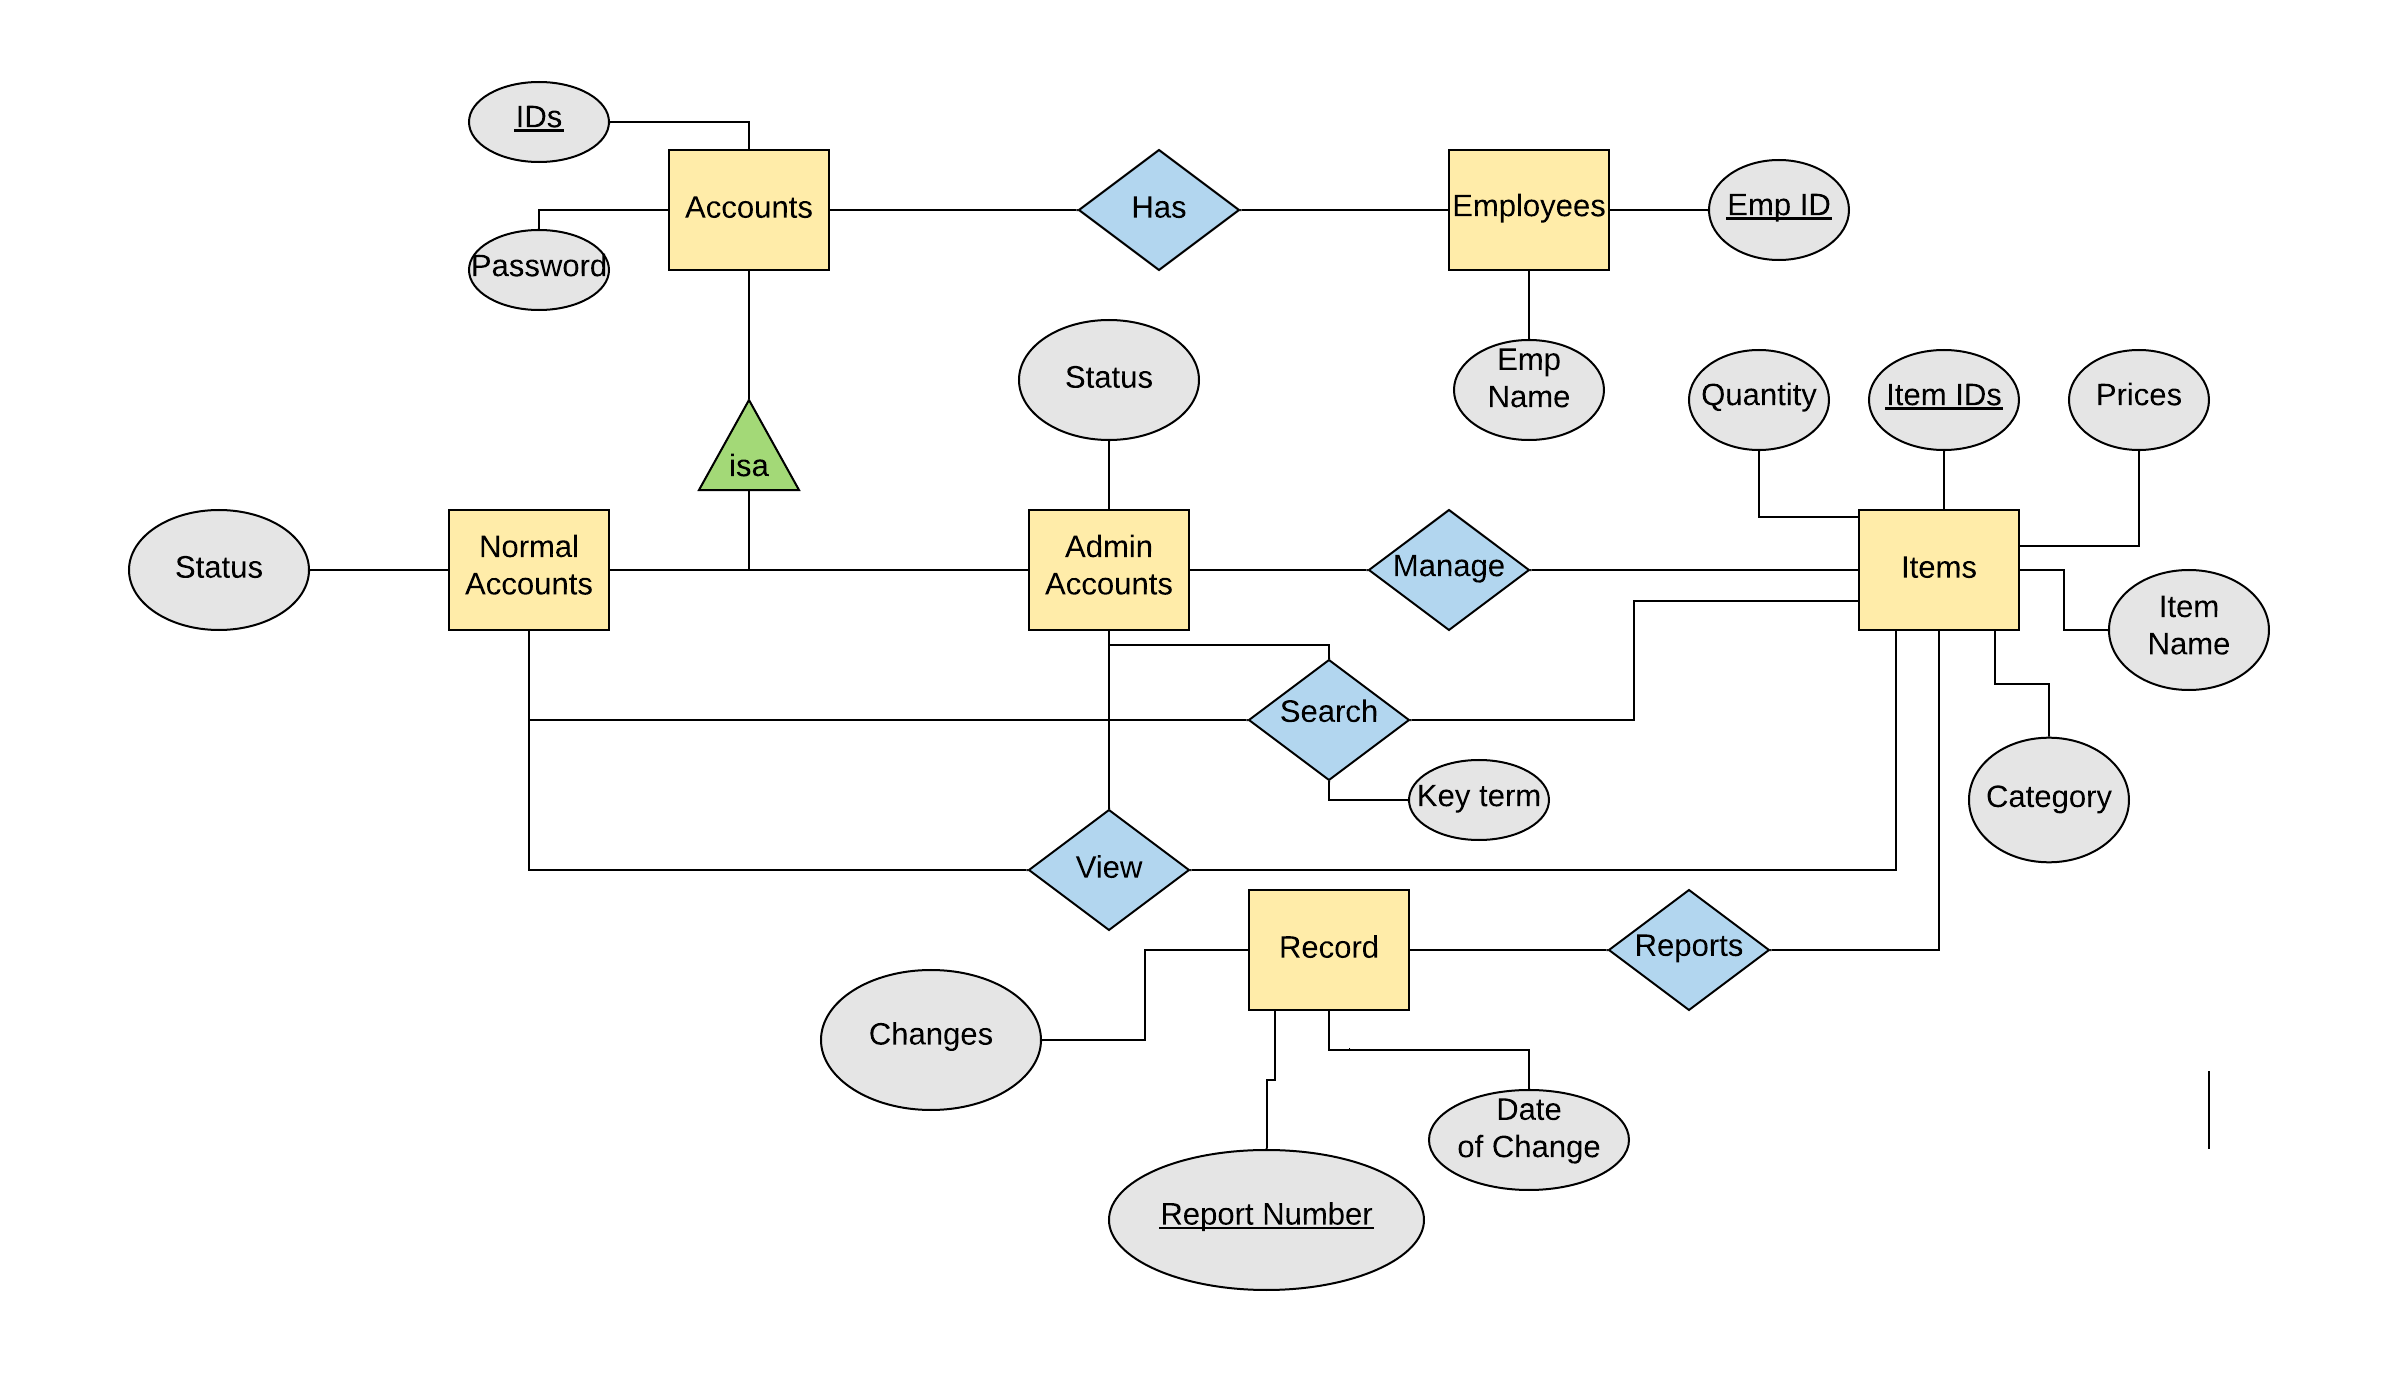 IDs
Accounts
Has
Employees
Emp ID
Password
Status
Emp
Name
Quantity
Item IDs
Prices
isa
Status
Normal
Accounts
Admin
Accounts
Manage
Items
Item
Name
Search
Key term
Category
View
Record
Reports
Changes
Date
of Change
Report Number